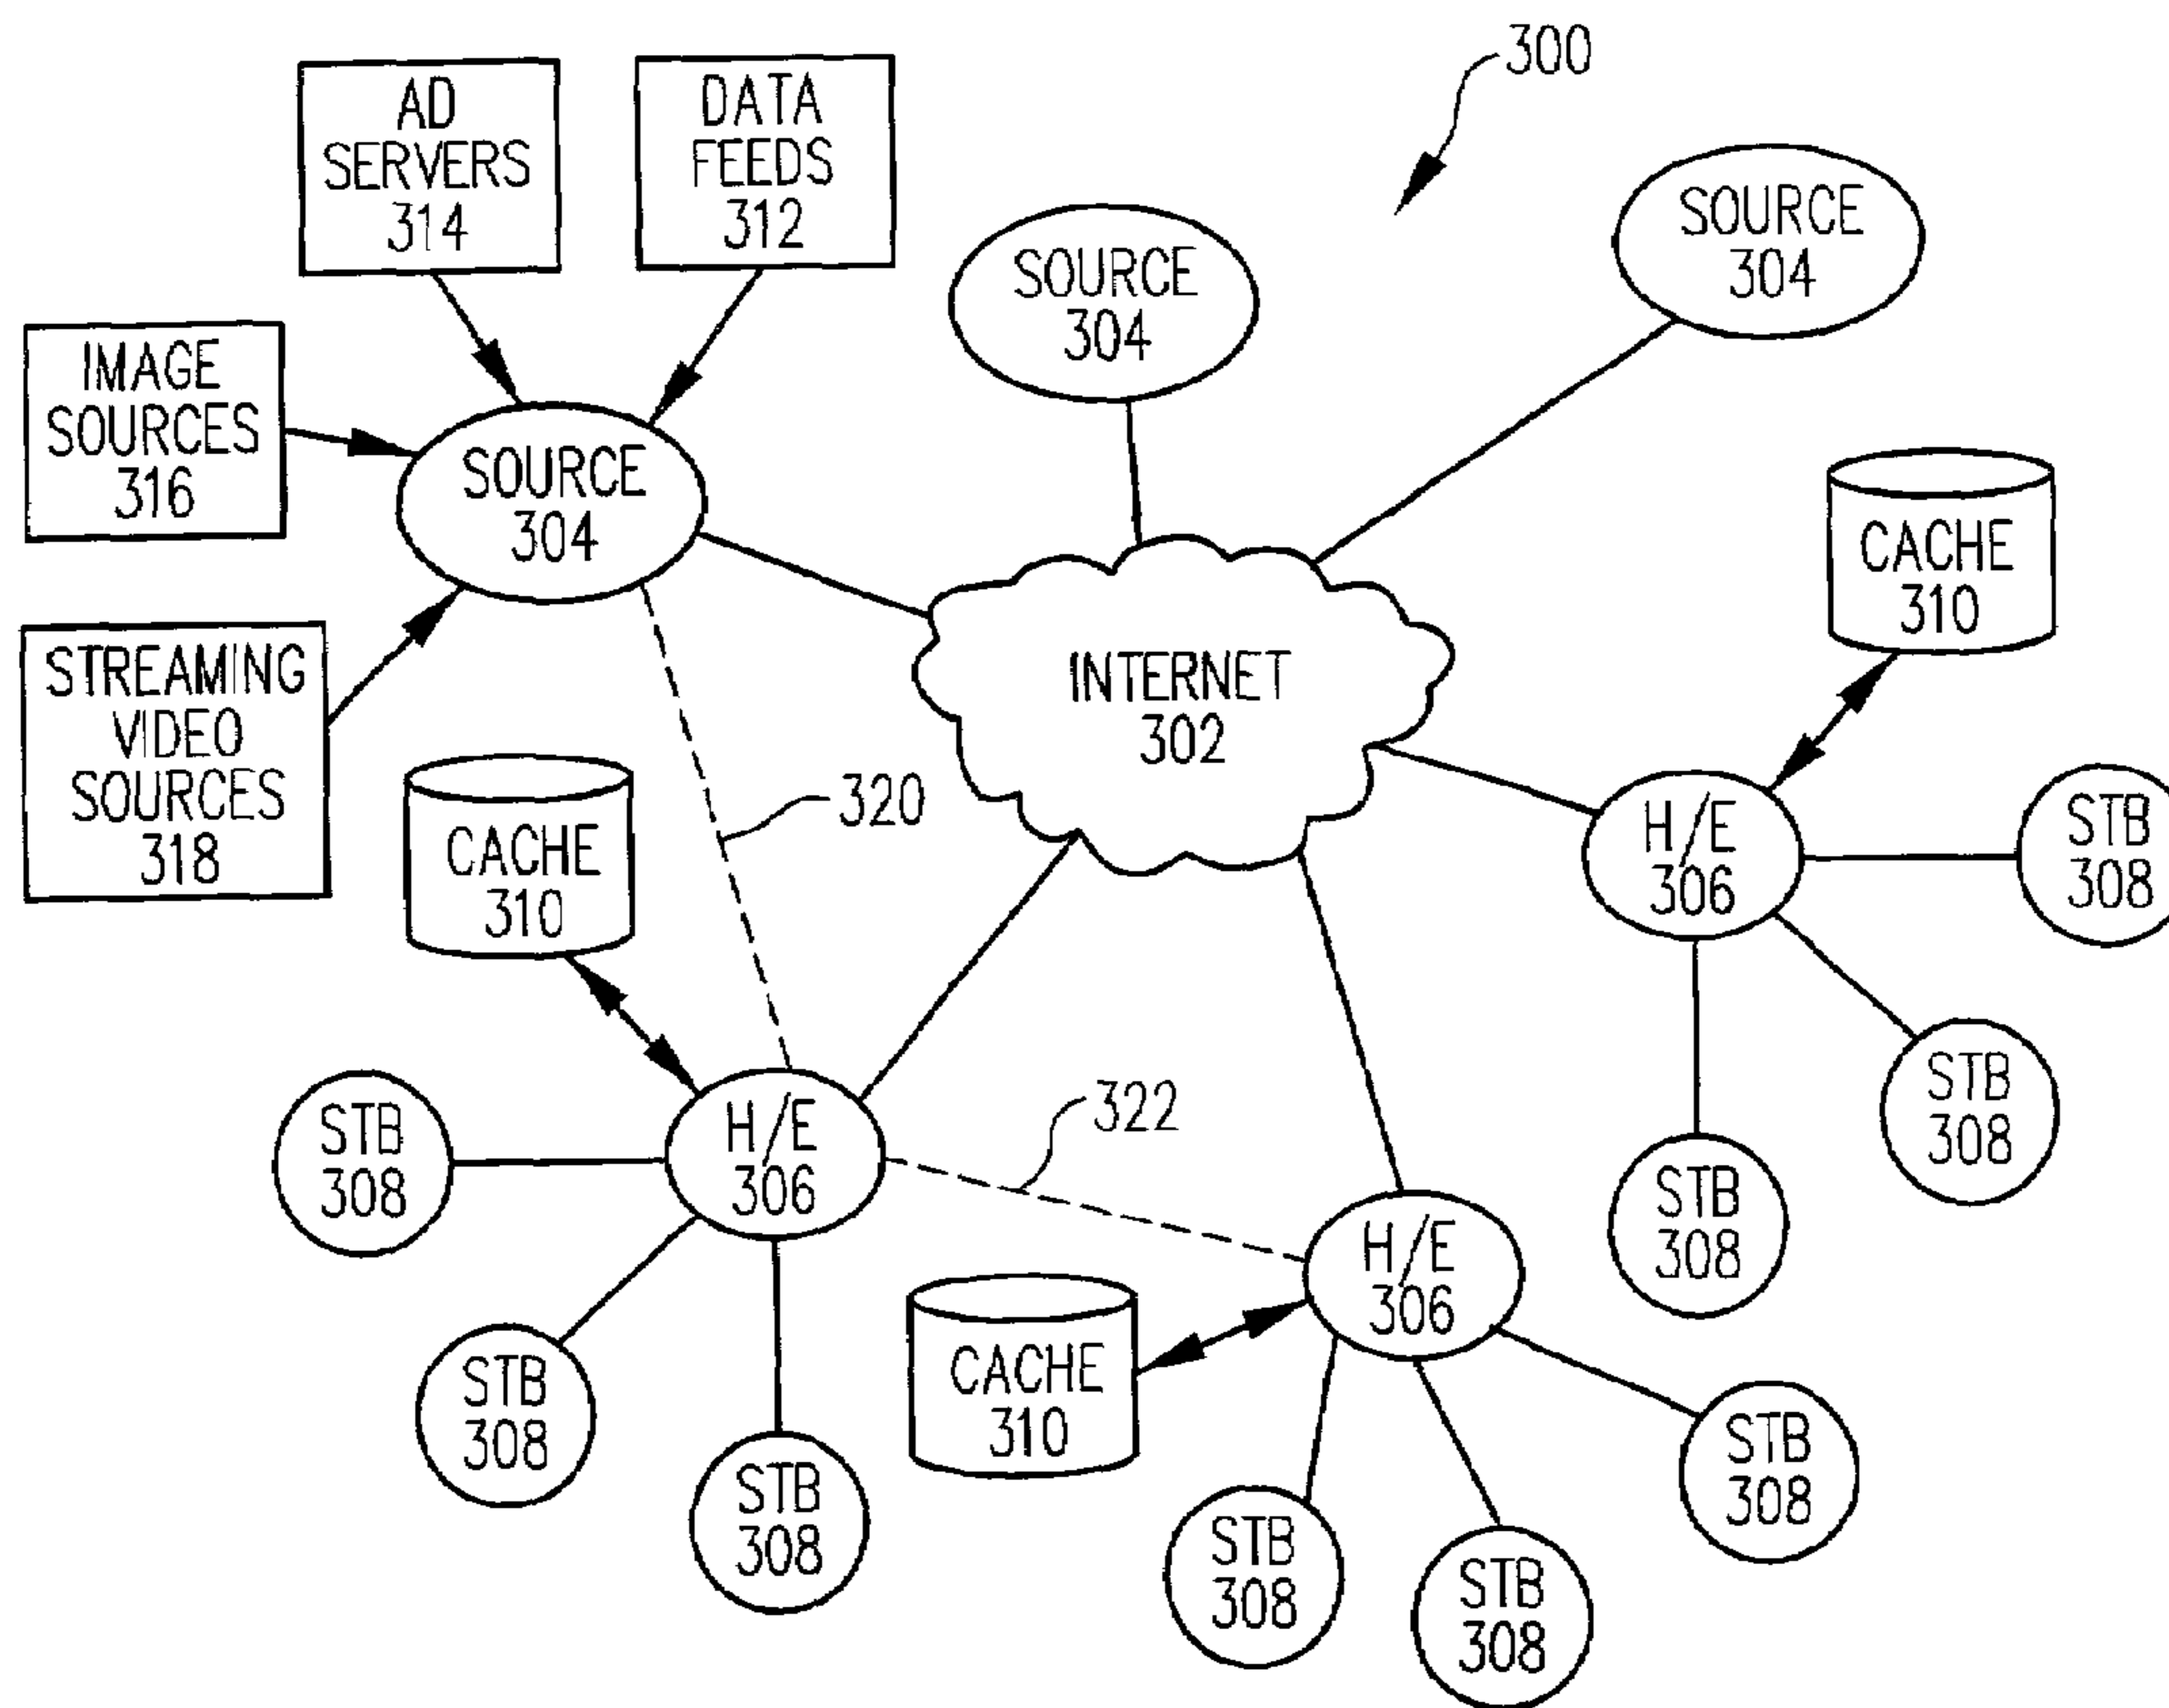 300
AD
SERVERS
314
DATA
FEEDS
312
SOURCE
304
SOURCE
304
IMAGE
SOURCES
316
SOURCE
304
CACHE
310
STREAMING
VIDEO
SOURCES
318
INTERNET
302
320
CACHE
310
H/E
306
STB
308
STB
308
STB
308
H/E
306
322
STB
308
STB
308
STB
308
H/E
306
CACHE
310
STB
308
STB
308
STB
308